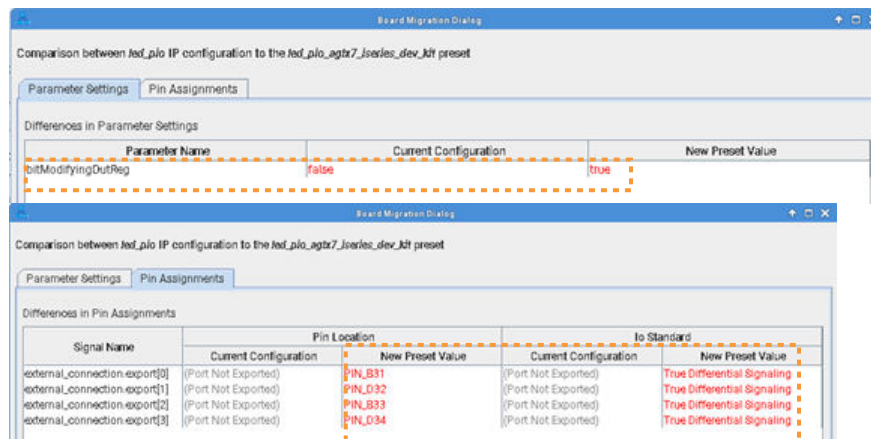 Board Migration Dialog
Comparison between led_pio IP configuration to the led_pio_agtx7_iseries_dev_kit preset
Parameter Settings Pin Assignments
Differences in Parameter Settings
Parameter Name Current Configuration New Preset Value
bitModifyingOutReg false true
Board Migration Dialog
Comparison between led_pio IP configuration to the led_pio_agtx7_iseries_dev_kit preset
Parameter Settings Pin Assignments
Differences in Pin Assignments
Signal Name Pin Location Io Standard
Current Configuration New Preset Value Current Configuration New Preset Value
external_connection.export[0] (Port Not Exported) PIN_B31 (Port Not Exported) True Differential Signaling
external_connection.export[1] (Port Not Exported) PIN_D32 (Port Not Exported) True Differential Signaling
external_connection.export[2] (Port Not Exported) PIN_B33 (Port Not Exported) True Differential Signaling
external_connection.export[3] (Port Not Exported) PIN_D34 (Port Not Exported) True Differential Signaling